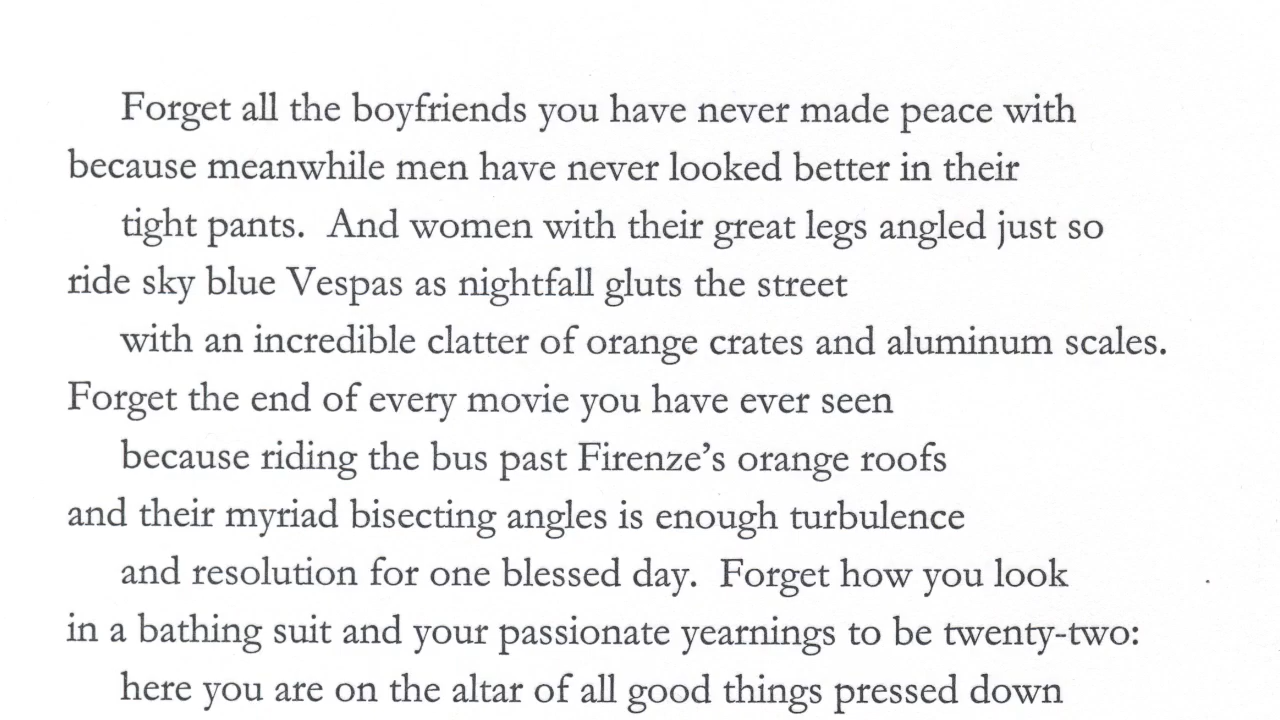 Forget all the boyfriends you have never made peace with
because meanwhile men have never looked better in their
tight pants.  And women with their great legs angled just so
ride sky blue Vespas as nightfall gluts the street
with an incredible clatter of orange crates and aluminum scales.
Forget the end of every movie you have ever seen
because riding the bus past Firenze’s orange roofs
and their myriad bisecting angles is enough turbulence
and resolution for one blessed day.  Forget how you look
in a bathing suit and your passionate yearnings to be twenty-two:
here you are on the altar of all good things pressed down